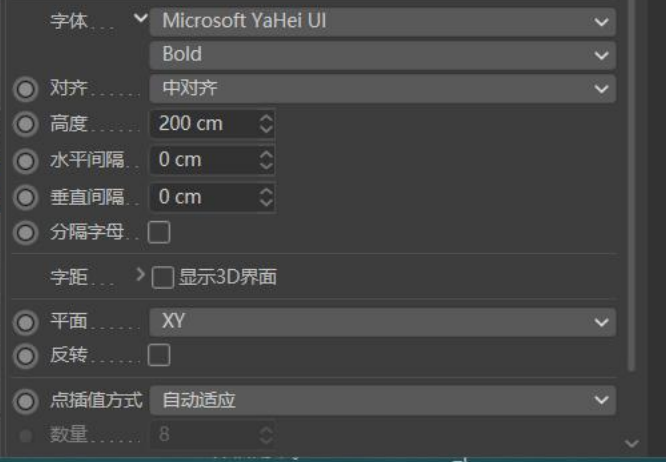 字体 Microsoft YaHei UI
Bold
对齐 中对齐
高度 200 cm
水平间隔 0 cm
垂直间隔 0 cm
分隔字母
字距 显示3D界面
平面 XY
反转
点插值方式 自动适应
数量 8